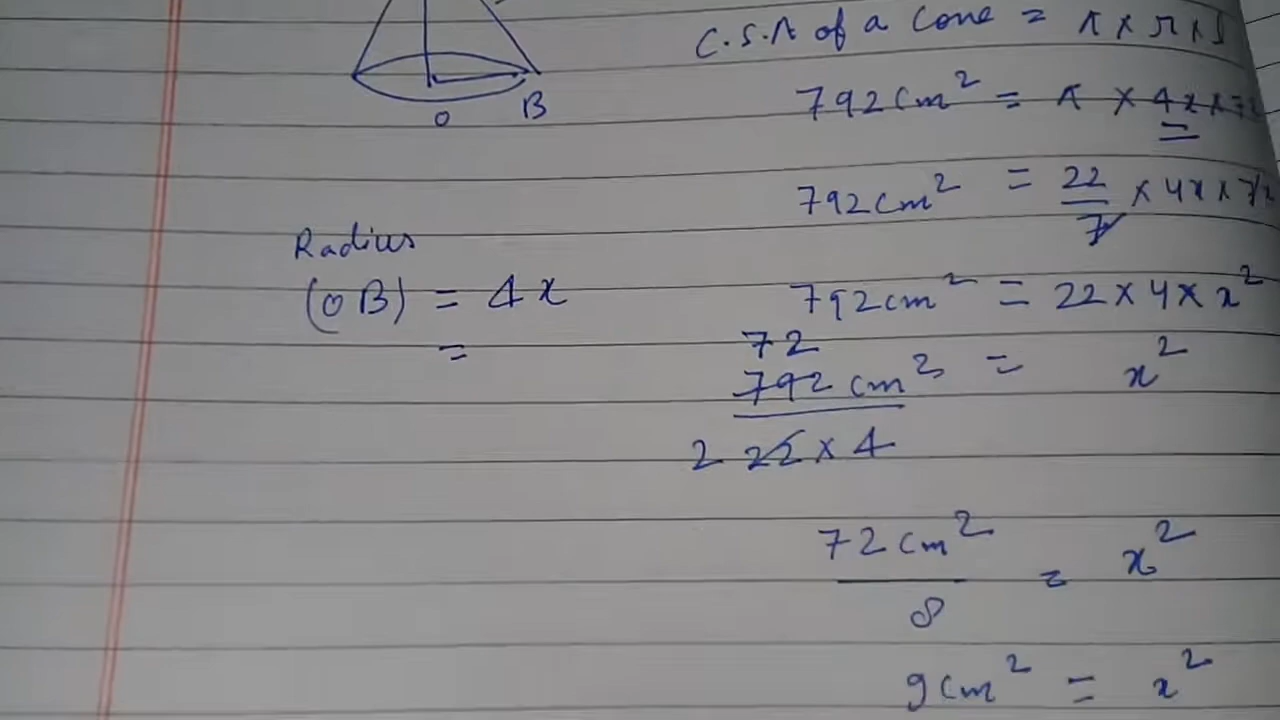 C.S.A of a Cone = π × r × l
O B
792 cm² = π × 4x × 7x
792 cm² = 22/7 × 4x × 7x
Radius
(OB) = 4x
=
792 cm² = 22 × 4 × x²
72
792 cm² = x²
2 22 × 4
72 cm² = x²
8
9 cm² = x²